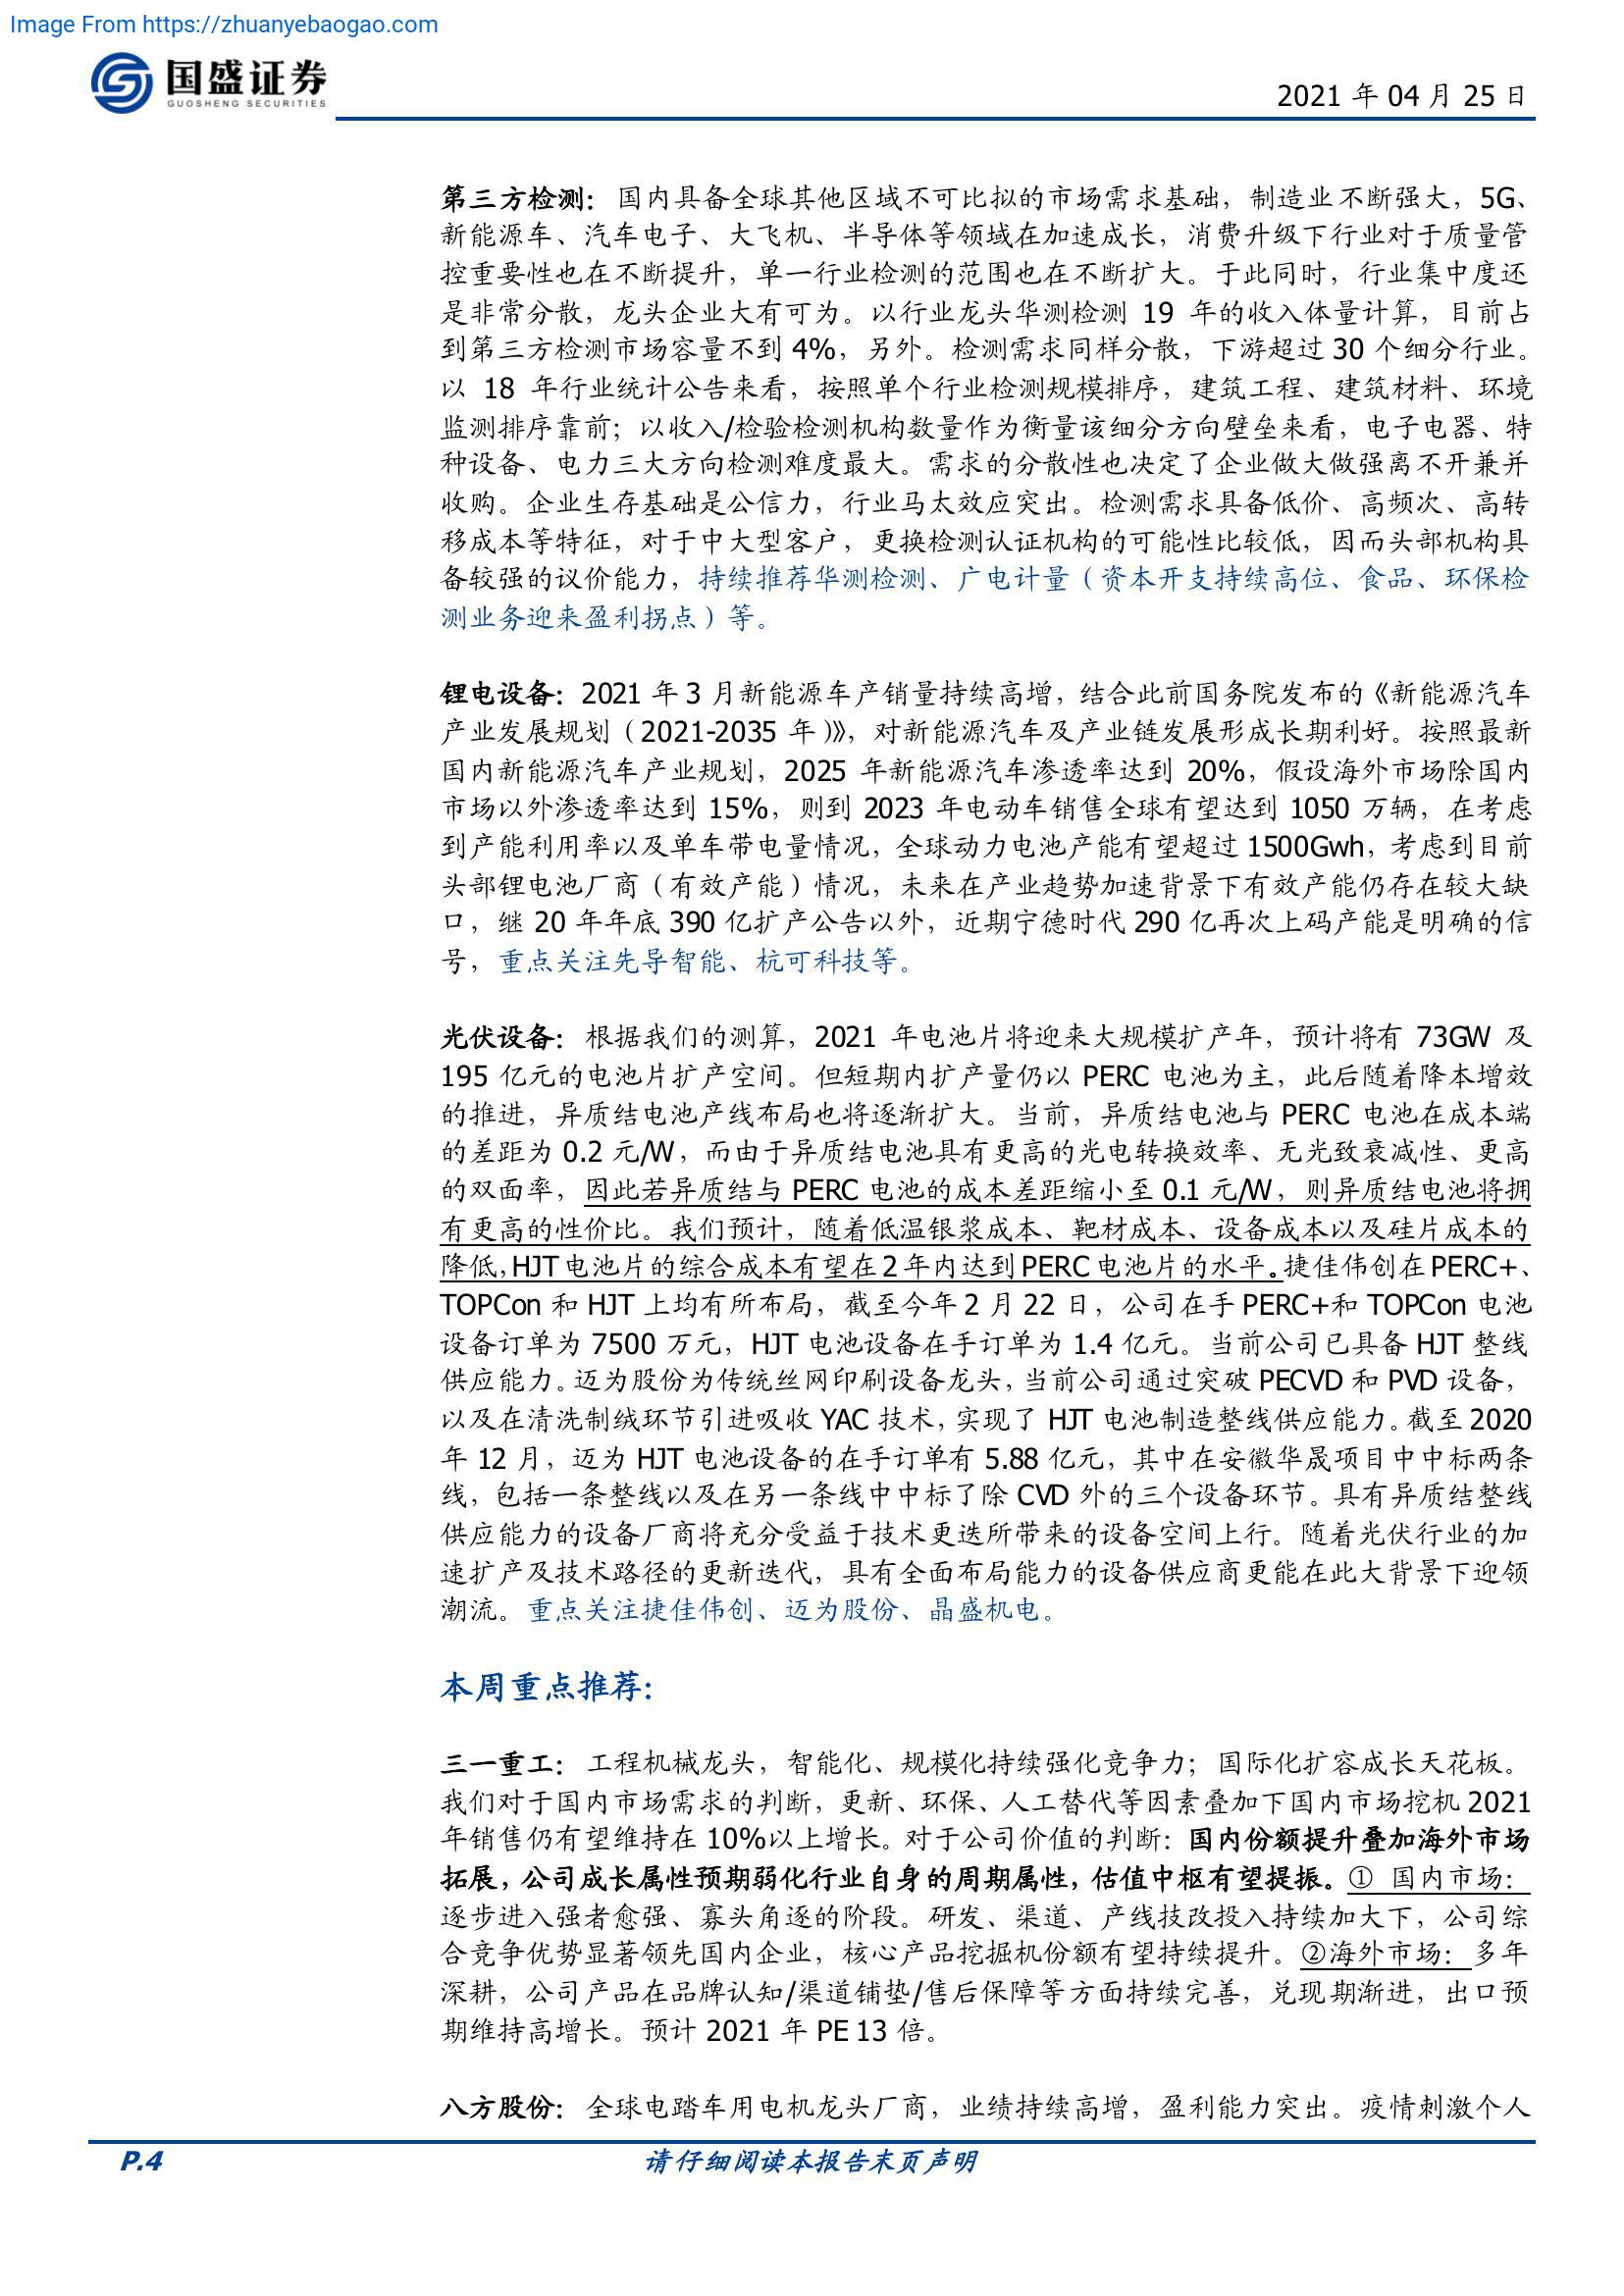 Image From https://zhuanyebaogao.com
国盛证券
GUOSHENG SECURITIES
2021 年 04 月 25 日
第三方检测：国内具备全球其他区域不可比拟的市场需求基础，制造业不断强大，5G、
新能源车、汽车电子、大飞机、半导体等领域在加速成长，消费升级下行业对于质量管
控重要性也在不断提升，单一行业检测的范围也在不断扩大。于此同时，行业集中度还
是非常分散，龙头企业大有可为。以行业龙头华测检测 19 年的收入体量计算，目前占
到第三方检测市场容量不到 4%，另外。检测需求同样分散，下游超过 30 个细分行业。
以 18 年行业统计公告来看，按照单个行业检测规模排序，建筑工程、建筑材料、环境
监测排序靠前；以收入/检验检测机构数量作为衡量该细分方向壁垒来看，电子电器、特
种设备、电力三大方向检测难度最大。需求的分散性也决定了企业做大做强离不开兼并
收购。企业生存基础是公信力，行业马太效应突出。检测需求具备低价、高频次、高转
移成本等特征，对于中大型客户，更换检测认证机构的可能性比较低，因而头部机构具
备较强的议价能力，持续推荐华测检测、广电计量（资本开支持续高位、食品、环保检
测业务迎来盈利拐点）等。
锂电设备：2021 年 3 月新能源车产销量持续高增，结合此前国务院发布的《新能源汽车
产业发展规划（2021-2035 年）》，对新能源汽车及产业链发展形成长期利好。按照最新
国内新能源汽车产业规划，2025 年新能源汽车渗透率达到 20%，假设海外市场除国内
市场以外渗透率达到 15%，则到 2023 年电动车销售全球有望达到 1050 万辆，在考虑
到产能利用率以及单车带电量情况，全球动力电池产能有望超过 1500Gwh，考虑到目前
头部锂电池厂商（有效产能）情况，未来在产业趋势加速背景下有效产能仍存在较大缺
口，继 20 年年底 390 亿扩产公告以外，近期宁德时代 290 亿再次上码产能是明确的信
号，重点关注先导智能、杭可科技等。
光伏设备：根据我们的测算，2021 年电池片将迎来大规模扩产年，预计将有 73GW 及
195 亿元的电池片扩产空间。但短期内扩产量仍以 PERC 电池为主，此后随着降本增效
的推进，异质结电池产线布局也将逐渐扩大。当前，异质结电池与 PERC 电池在成本端
的差距为 0.2 元/W，而由于异质结电池具有更高的光电转换效率、无光致衰减性、更高
的双面率，因此若异质结与 PERC 电池的成本差距缩小至 0.1 元/W，则异质结电池将拥
有更高的性价比。我们预计，随着低温银浆成本、靶材成本、设备成本以及硅片成本的
降低，HJT 电池片的综合成本有望在 2 年内达到 PERC 电池片的水平。捷佳伟创在 PERC+、
TOPCon 和 HJT 上均有所布局，截至今年 2 月 22 日，公司在手 PERC+和 TOPCon 电池
设备订单为 7500 万元，HJT 电池设备在手订单为 1.4 亿元。当前公司已具备 HJT 整线
供应能力。迈为股份为传统丝网印刷设备龙头，当前公司通过突破 PECVD 和 PVD 设备，
以及在清洗制绒环节引进吸收 YAC 技术，实现了 HJT 电池制造整线供应能力。截至 2020
年 12 月，迈为 HJT 电池设备的在手订单有 5.88 亿元，其中在安徽华晟项目中中标两条
线，包括一条整线以及在另一条线中中标了除 CVD 外的三个设备环节。具有异质结整线
供应能力的设备厂商将充分受益于技术更迭所带来的设备空间上行。随着光伏行业的加
速扩产及技术路径的更新迭代，具有全面布局能力的设备供应商更能在此大背景下迎领
潮流。重点关注捷佳伟创、迈为股份、晶盛机电。
本周重点推荐：
三一重工：工程机械龙头，智能化、规模化持续强化竞争力；国际化扩容成长天花板。
我们对于国内市场需求的判断，更新、环保、人工替代等因素叠加下国内市场挖机 2021
年销售仍有望维持在 10%以上增长。对于公司价值的判断：国内份额提升叠加海外市场
拓展，公司成长属性预期弱化行业自身的周期属性，估值中枢有望提振。① 国内市场：
逐步进入强者愈强、寡头角逐的阶段。研发、渠道、产线技改投入持续加大下，公司综
合竞争优势显著领先国内企业，核心产品挖掘机份额有望持续提升。②海外市场：多年
深耕，公司产品在品牌认知/渠道铺垫/售后保障等方面持续完善，兑现期渐进，出口预
期维持高增长。预计 2021 年 PE 13 倍。
八方股份：全球电踏车用电机龙头厂商，业绩持续高增，盈利能力突出。疫情刺激个人
P.4
请仔细阅读本报告末页声明